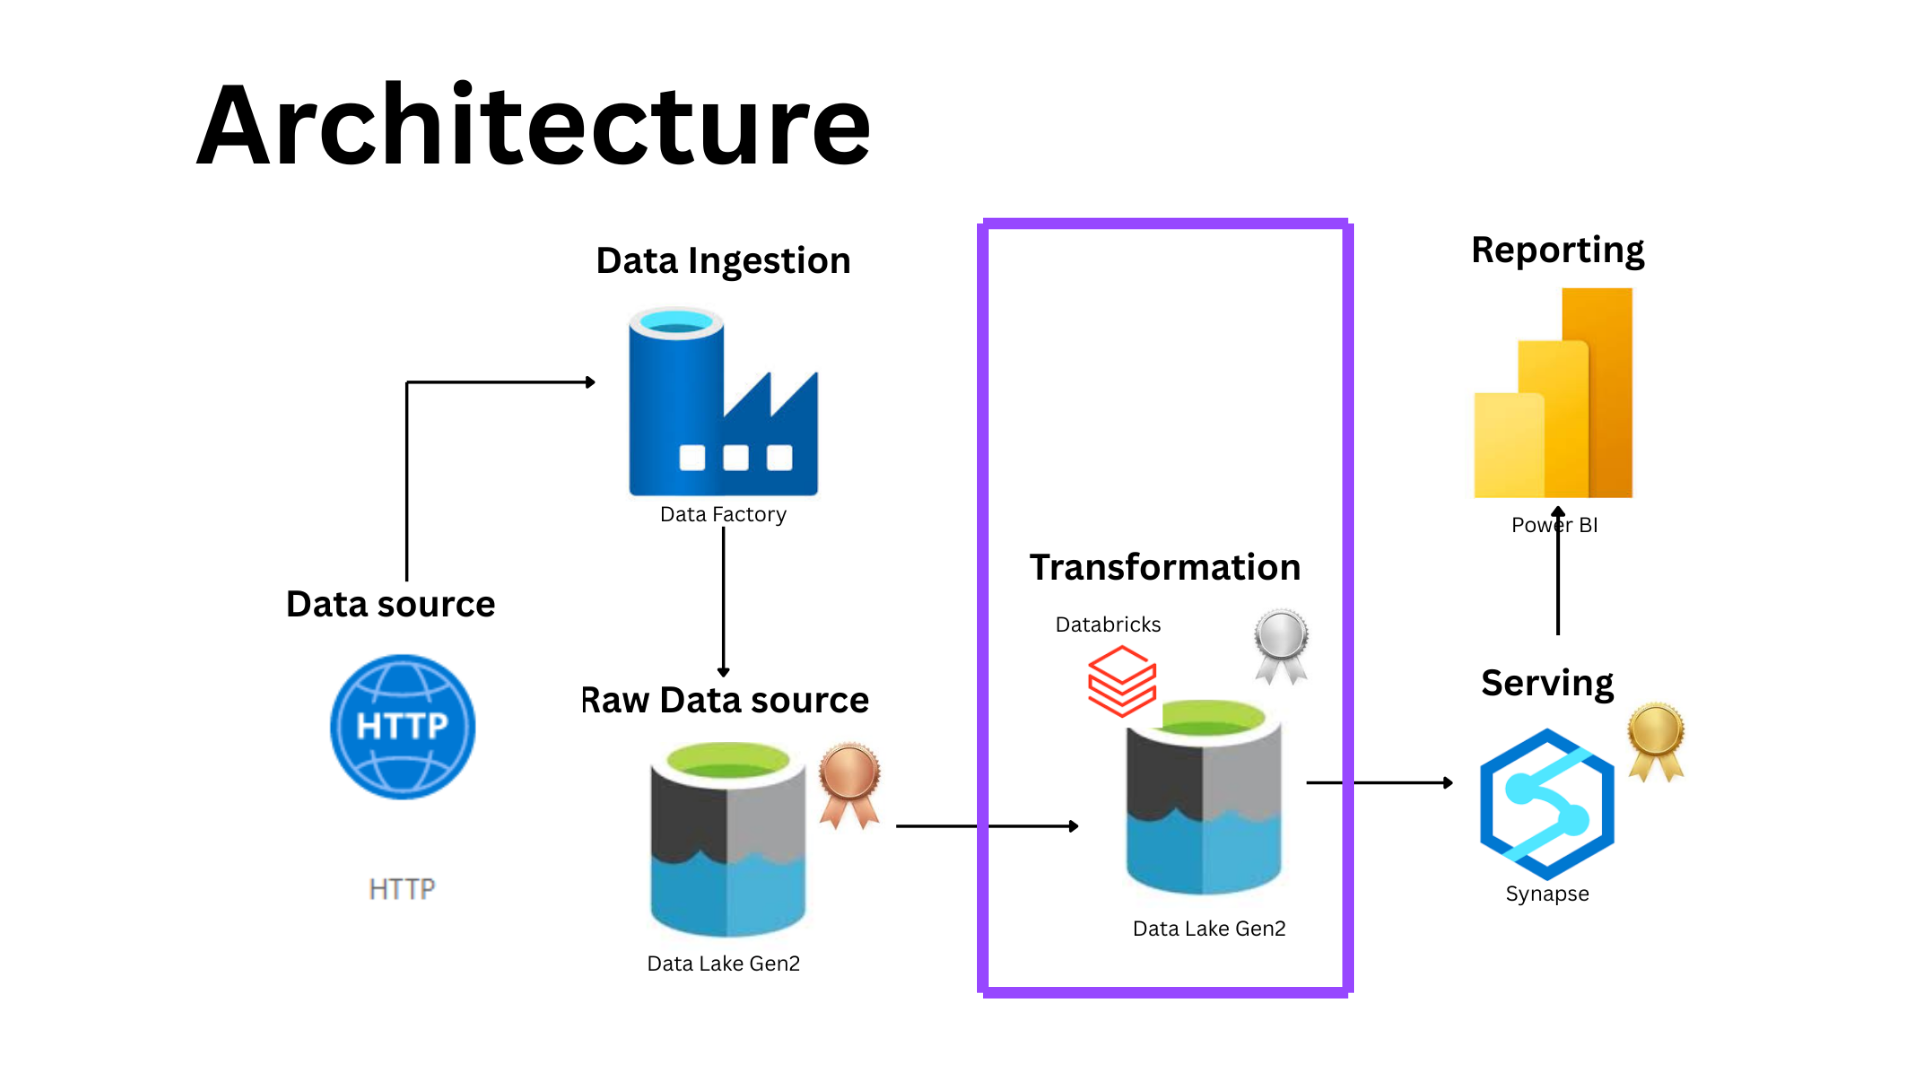 Architecture
Data Ingestion
Data Factory
Data source
HTTP
HTTP
Raw Data source
Data Lake Gen2
Transformation
Databricks
Data Lake Gen2
Reporting
Power BI
Serving
Synapse